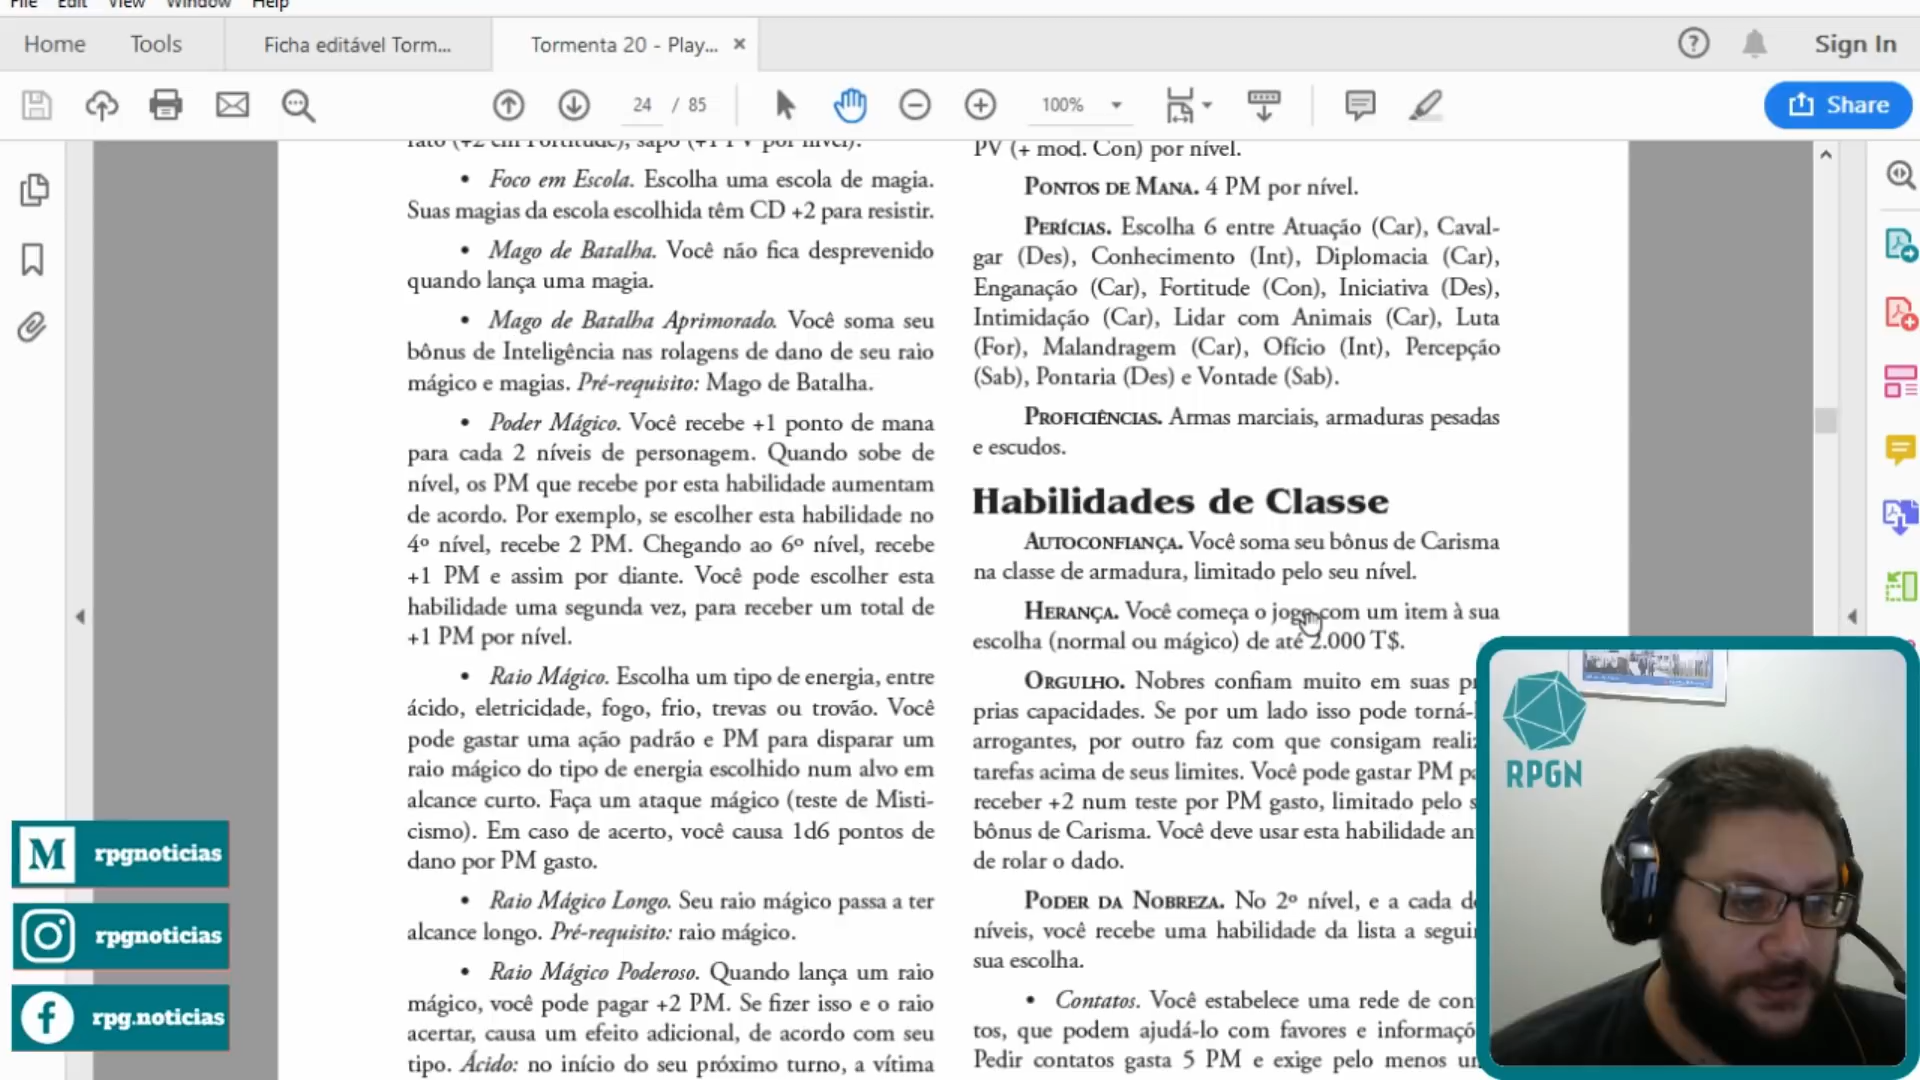 File Edit View Window Help
Home Tools Ficha editável Torm... Tormenta 20 - Play... ×
? Sign In
24 / 85 100% Share
rato (+2 em Fortitude), sapo (+1 PV por nível).
• Foco em Escola. Escolha uma escola de magia.
Suas magias da escola escolhida têm CD +2 para resistir.
• Mago de Batalha. Você não fica desprevenido
quando lança uma magia.
• Mago de Batalha Aprimorado. Você soma seu
bônus de Inteligência nas rolagens de dano de seu raio
mágico e magias. Pré-requisito: Mago de Batalha.
• Poder Mágico. Você recebe +1 ponto de mana
para cada 2 níveis de personagem. Quando sobe de
nível, os PM que recebe por esta habilidade aumentam
de acordo. Por exemplo, se escolher esta habilidade no
4º nível, recebe 2 PM. Chegando ao 6º nível, recebe
+1 PM e assim por diante. Você pode escolher esta
habilidade uma segunda vez, para receber um total de
+1 PM por nível.
• Raio Mágico. Escolha um tipo de energia, entre
ácido, eletricidade, fogo, frio, trevas ou trovão. Você
pode gastar uma ação padrão e PM para disparar um
raio mágico do tipo de energia escolhido num alvo em
alcance curto. Faça um ataque mágico (teste de Misti-
cismo). Em caso de acerto, você causa 1d6 pontos de
dano por PM gasto.
• Raio Mágico Longo. Seu raio mágico passa a ter
alcance longo. Pré-requisito: raio mágico.
• Raio Mágico Poderoso. Quando lança um raio
mágico, você pode pagar +2 PM. Se fizer isso e o raio
acertar, causa um efeito adicional, de acordo com seu
tipo. Ácido: no início do seu próximo turno, a vítima
PV (+ mod. Con) por nível.
PONTOS DE MANA. 4 PM por nível.
PERÍCIAS. Escolha 6 entre Atuação (Car), Caval-
gar (Des), Conhecimento (Int), Diplomacia (Car),
Enganação (Car), Fortitude (Con), Iniciativa (Des),
Intimidação (Car), Lidar com Animais (Car), Luta
(For), Malandragem (Car), Ofício (Int), Percepção
(Sab), Pontaria (Des) e Vontade (Sab).
PROFICIÊNCIAS. Armas marciais, armaduras pesadas
e escudos.
Habilidades de Classe
AUTOCONFIANÇA. Você soma seu bônus de Carisma
na classe de armadura, limitado pelo seu nível.
HERANÇA. Você começa o jogo com um item à sua
escolha (normal ou mágico) de até 2.000 T$.
ORGULHO. Nobres confiam muito em suas p
prias capacidades. Se por um lado isso pode torná-
arrogantes, por outro faz com que consigam reali
tarefas acima de seus limites. Você pode gastar PM p
receber +2 num teste por PM gasto, limitado pelo s
bônus de Carisma. Você deve usar esta habilidade an
de rolar o dado.
PODER DA NOBREZA. No 2º nível, e a cada d
níveis, você recebe uma habilidade da lista a segui
sua escolha.
• Contatos. Você estabelece uma rede de con
tos, que podem ajudá-lo com favores e informaçõ
Pedir contatos gasta 5 PM e exige pelo menos u
M rpgnoticias
rpgnoticias
f rpg.noticias
RPGN